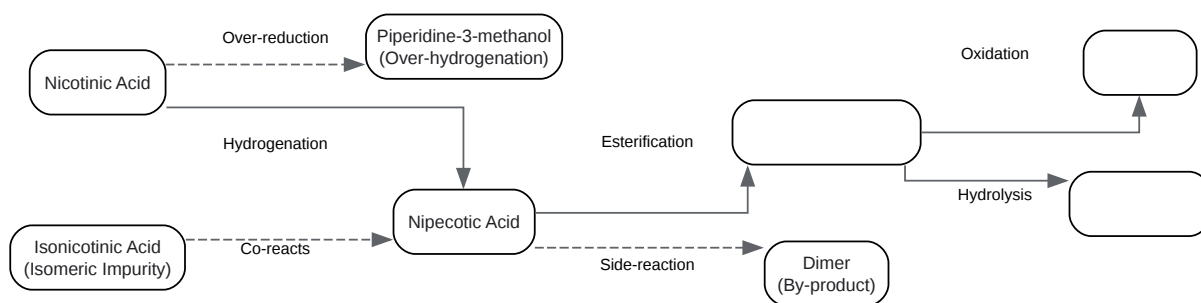 Over-reduction
Piperidine-3-methanol
(Over-hydrogenation)
Oxidation
Nicotinic Acid
Hydrogenation
Esterification
Hydrolysis
Nipecotic Acid
Isonicotinic Acid
(Isomeric Impurity)
Co-reacts
Side-reaction
Dimer
(By-product)